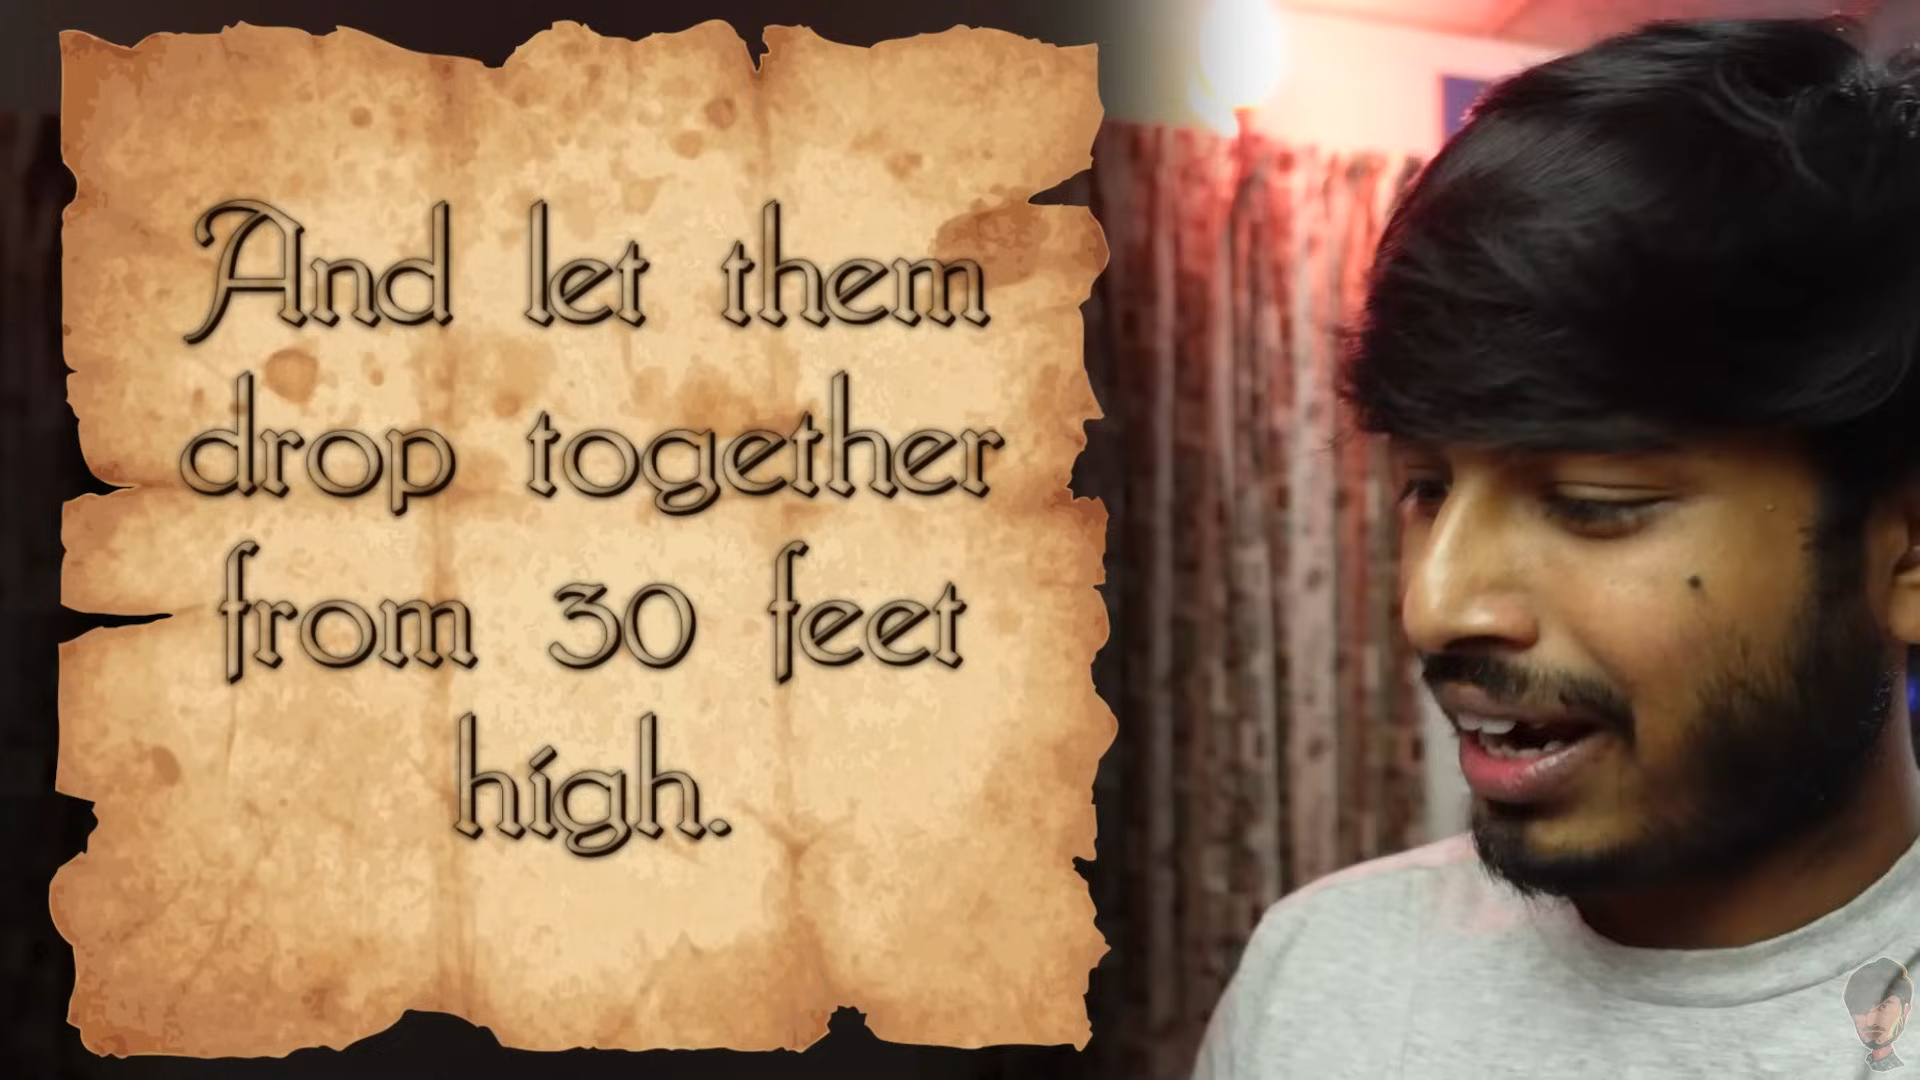 And let them
drop together
from 30 feet
high.